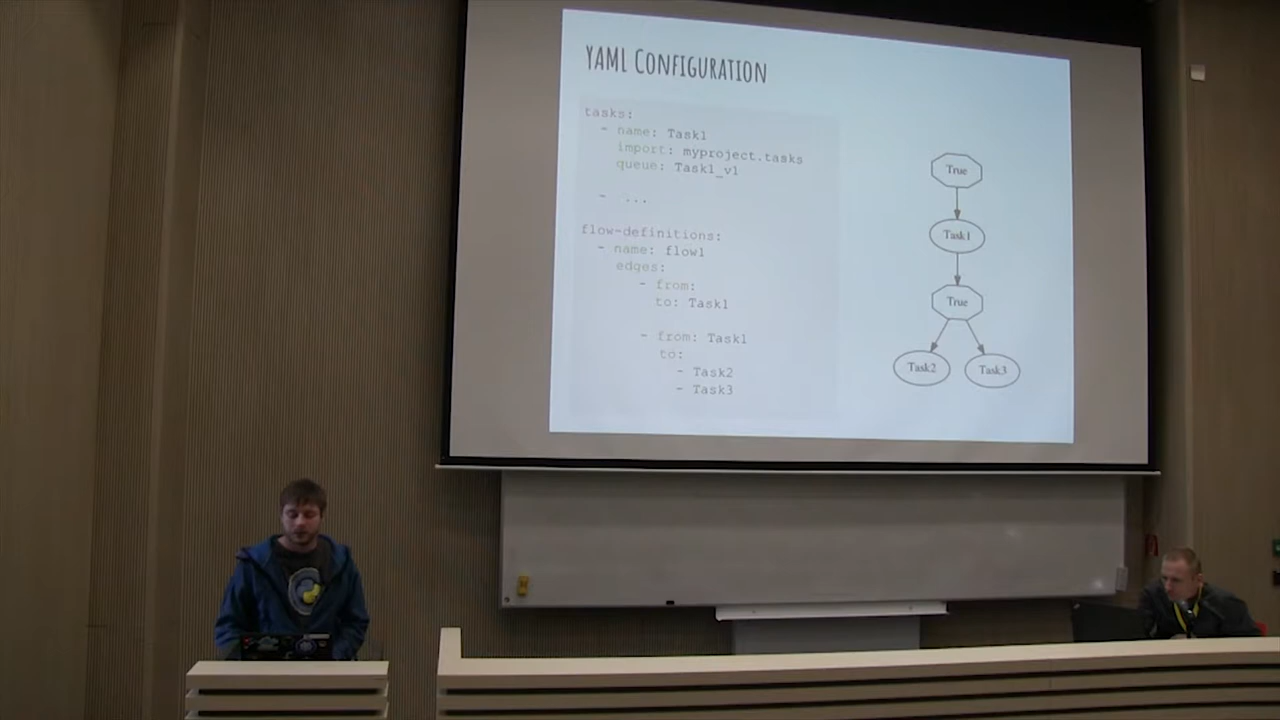 YAML Configuration
tasks:
- name: Task1
import: myproject.tasks
queue: Task1_v1
- ...
flow-definitions:
- name: flow1
edges:
- from:
to: Task1
- from: Task1
to:
- Task2
- Task3
True
Task1
True
Task2
Task3